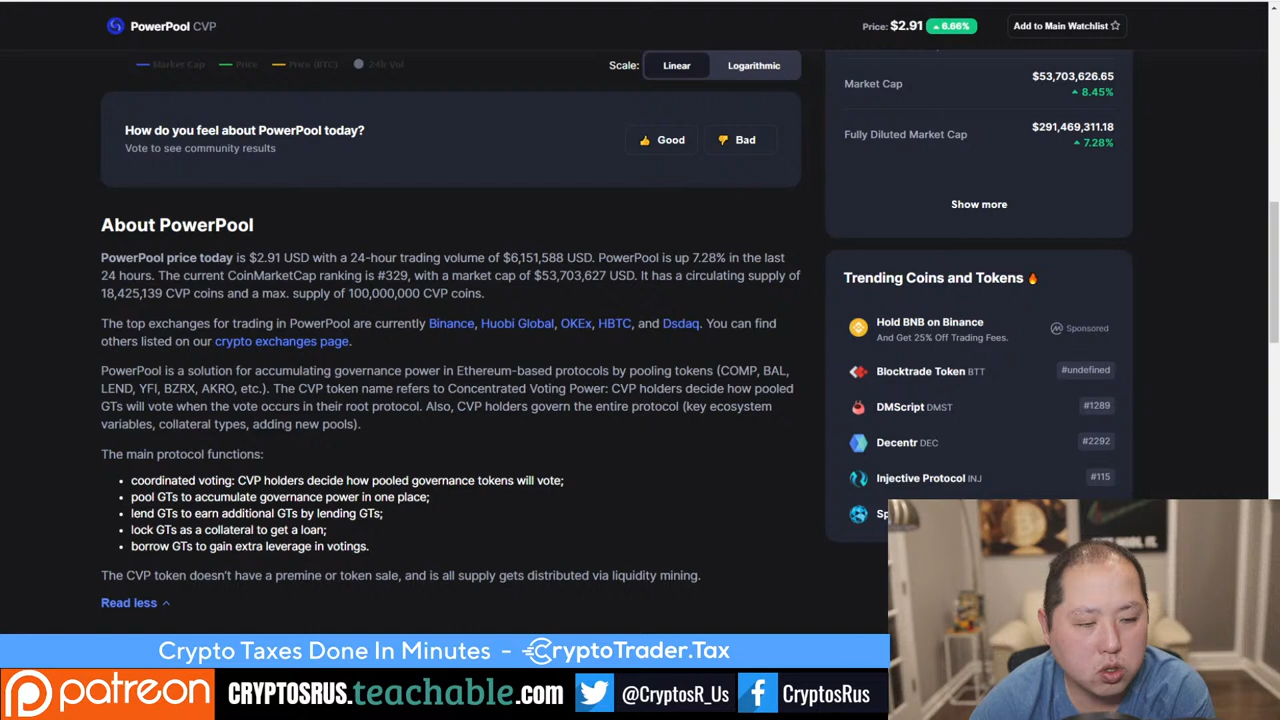 PowerPool CVP
Price: $2.91 6.66%
Add to Main Watchlist
Market Cap Price Price (BTC) 24h Vol
Scale: Linear Logarithmic
How do you feel about PowerPool today?
Vote to see community results
Good Bad
About PowerPool
PowerPool price today is $2.91 USD with a 24-hour trading volume of $6,151,588 USD. PowerPool is up 7.28% in the last
24 hours. The current CoinMarketCap ranking is #329, with a market cap of $53,703,627 USD. It has a circulating supply of
18,425,139 CVP coins and a max. supply of 100,000,000 CVP coins.
The top exchanges for trading in PowerPool are currently Binance, Huobi Global, OKEx, HBTC, and Dsdaq. You can find
others listed on our crypto exchanges page.
PowerPool is a solution for accumulating governance power in Ethereum-based protocols by pooling tokens (COMP, BAL,
LEND, YFI, BZRX, AKRO, etc.). The CVP token name refers to Concentrated Voting Power: CVP holders decide how pooled
GTs will vote when the vote occurs in their root protocol. Also, CVP holders govern the entire protocol (key ecosystem
variables, collateral types, adding new pools).
The main protocol functions:
• coordinated voting: CVP holders decide how pooled governance tokens will vote;
• pool GTs to accumulate governance power in one place;
• lend GTs to earn additional GTs by lending GTs;
• lock GTs as a collateral to get a loan;
• borrow GTs to gain extra leverage in votings.
The CVP token doesn't have a premine or token sale, and is all supply gets distributed via liquidity mining.
Read less
Market Cap
$53,703,626.65
8.45%
Fully Diluted Market Cap
$291,469,311.18
7.28%
Show more
Trending Coins and Tokens
Hold BNB on Binance
And Get 25% Off Trading Fees.
Sponsored
Blocktrade Token BTT #undefined
DMScript DMST #1289
Decentr DEC #2292
Injective Protocol INJ #115
Crypto Taxes Done In Minutes - CryptoTrader.Tax
patreon
CRYPTOSRUS.teachable.com
@CryptosR_Us
CryptosRus